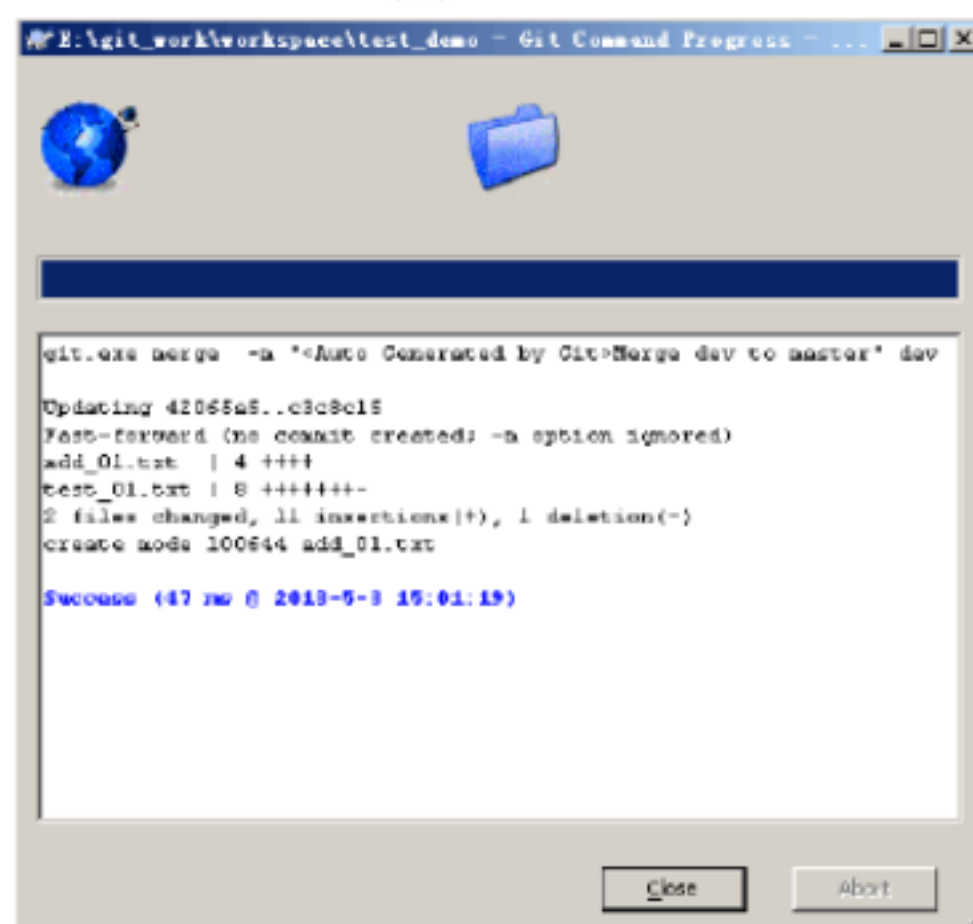 E:\git_work\workspace\test_demo - Git Command Progress - ...
git.exe merge -m "<Auto Generated by Git>Merge dev to master" dev
Updating 42065a5..c3c8c15
Fast-forward (no commit created; -m option ignored)
add_01.txt | 4 ++++
test_01.txt | 8 +++++++-
2 files changed, 11 insertions(+), 1 deletion(-)
create mode 100644 add_01.txt
Success (47 ms @ 2018-5-8 15:01:19)
Close
Abort